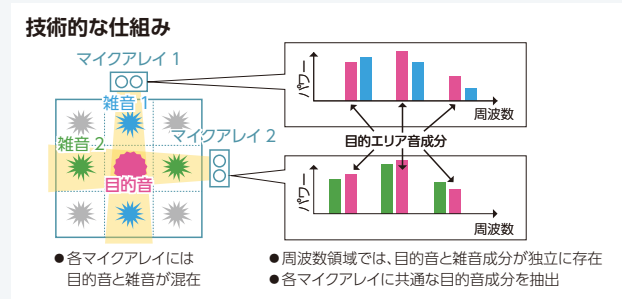 技術的な仕組み
マイクアレイ1
雑音1
雑音2
マイクアレイ2
目的音
パワー
周波数
目的エリア音成分
パワー
周波数
●各マイクアレイには
目的音と雑音が混在
●周波数領域では、目的音と雑音成分が独立に存在
●各マイクアレイに共通な目的音成分を抽出